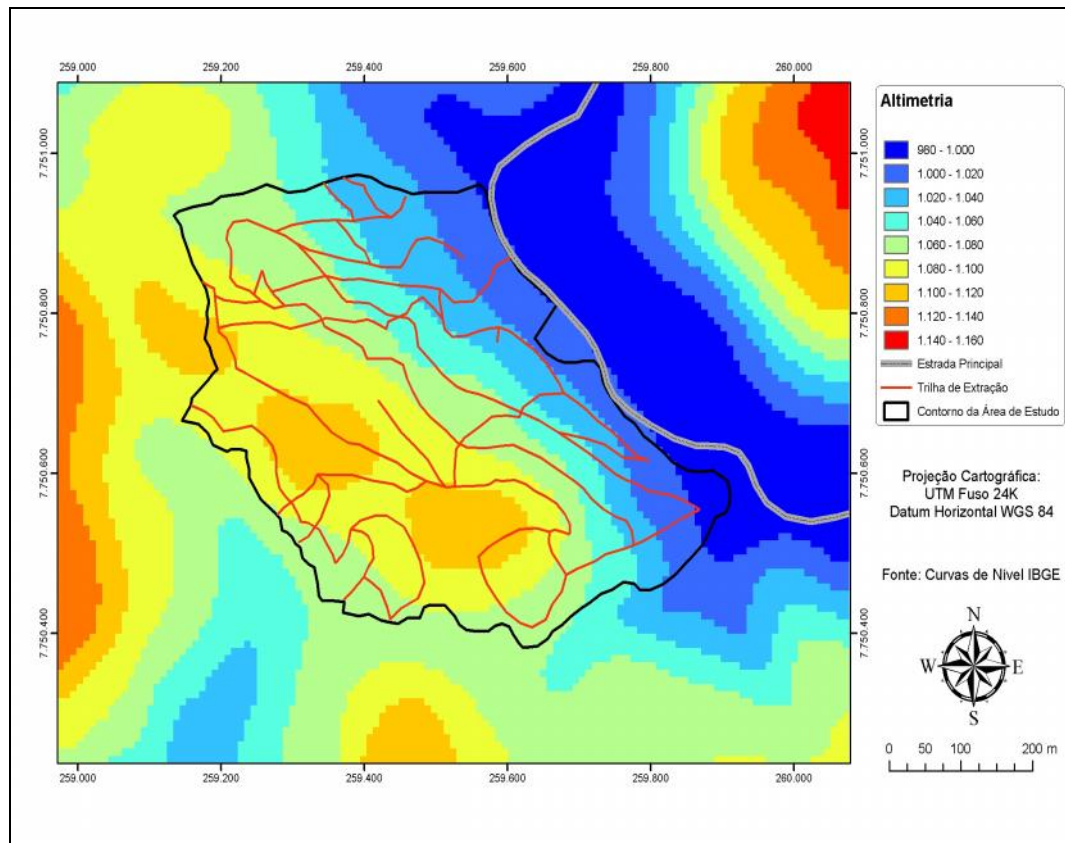 259.000 259.200 259.400 259.600 259.800 260.000
7.751.000
7.750.800
7.750.600
7.750.400
7.751.000
7.750.800
7.750.600
7.750.400
259.000 259.200 259.400 259.600 259.800 260.000
Altimetria
980 - 1.000
1.000 - 1.020
1.020 - 1.040
1.040 - 1.060
1.060 - 1.080
1.080 - 1.100
1.100 - 1.120
1.120 - 1.140
1.140 - 1.160
Estrada Principal
Trilha de Extração
Contorno da Área de Estudo
Projeção Cartográfica:
UTM Fuso 24K
Datum Horizontal WGS 84
Fonte: Curvas de Nivel IBGE
N
W E
S
0 50 100 200 m